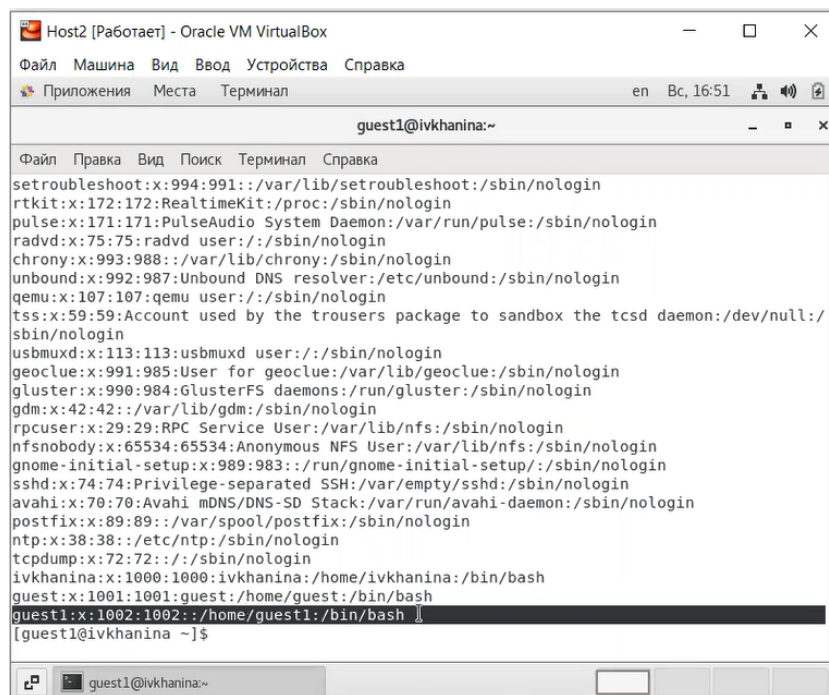 Host2 [Работает] - Oracle VM VirtualBox
Файл Машина Вид Ввод Устройства Справка
Приложения Места Терминал en Вс, 16:51
guest1@ivkhanina:~
Файл Правка Вид Поиск Терминал Справка
setroubleshoot:x:994:991::/var/lib/setroubleshoot:/sbin/nologin
rtkit:x:172:172:RealtimeKit:/proc:/sbin/nologin
pulse:x:171:171:PulseAudio System Daemon:/var/run/pulse:/sbin/nologin
radvd:x:75:75:radvd user:/:/sbin/nologin
chrony:x:993:988::/var/lib/chrony:/sbin/nologin
unbound:x:992:987:Unbound DNS resolver:/etc/unbound:/sbin/nologin
qemu:x:107:107:qemu user:/:/sbin/nologin
tss:x:59:59:Account used by the trousers package to sandbox the tcsd daemon:/dev/null:/
sbin/nologin
usbmuxd:x:113:113:usbmuxd user:/:/sbin/nologin
geoclue:x:991:985:User for geoclue:/var/lib/geoclue:/sbin/nologin
gluster:x:990:984:GlusterFS daemons:/run/gluster:/sbin/nologin
gdm:x:42:42::/var/lib/gdm:/sbin/nologin
rpcuser:x:29:29:RPC Service User:/var/lib/nfs:/sbin/nologin
nfsnobody:x:65534:65534:Anonymous NFS User:/var/lib/nfs:/sbin/nologin
gnome-initial-setup:x:989:983::/run/gnome-initial-setup/:/sbin/nologin
sshd:x:74:74:Privilege-separated SSH:/var/empty/sshd:/sbin/nologin
avahi:x:70:70:Avahi mDNS/DNS-SD Stack:/var/run/avahi-daemon:/sbin/nologin
postfix:x:89:89::/var/spool/postfix:/sbin/nologin
ntp:x:38:38::/etc/ntp:/sbin/nologin
tcpdump:x:72:72::/:/sbin/nologin
ivkhanina:x:1000:1000:ivkhanina:/home/ivkhanina:/bin/bash
guest:x:1001:1001:guest:/home/guest:/bin/bash
guest1:x:1002:1002::/home/guest1:/bin/bash
[guest1@ivkhanina ~]$
guest1@ivkhanina:~